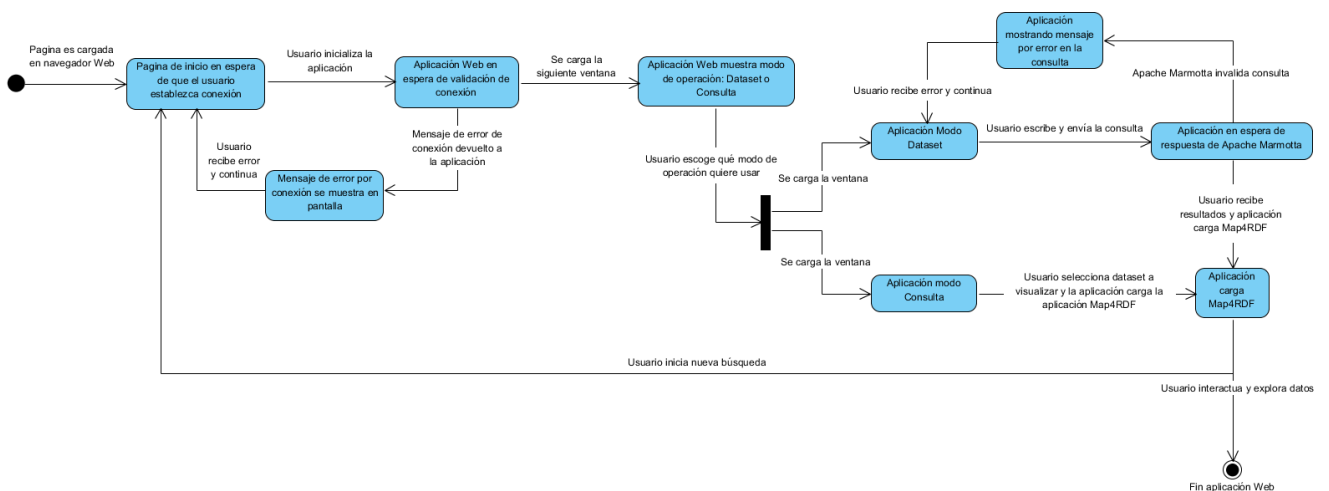 Pagina es cargada
en navegador Web
Pagina de inicio en espera
de que el usuario
establezca conexión
Usuario inicializa la
aplicación
Aplicación Web en
espera de validación de
conexión
Se carga la
siguiente ventana
Aplicación Web muestra modo
de operación: Dataset o
Consulta
Aplicación
mostrando mensaje
por error en la
consulta
Apache Marmotta invalida consulta
Usuario recibe error y continua
Usuario
recibe error
y continua
Mensaje de error de
conexión devuelto a
la aplicación
Mensaje de error por
conexión se muestra en
pantalla
Usuario escoge qué modo de
operación quiere usar
Aplicación Modo
Dataset
Usuario escribe y envía la consulta
Aplicación en espera de
respuesta de Apache Marmotta
Se carga la ventana
Usuario recibe
resultados y aplicación
carga Map4RDF
Se carga la ventana
Aplicación modo
Consulta
Usuario selecciona dataset a
visualizar y la aplicación carga la
aplicación Map4RDF
Aplicación
carga
Map4RDF
Usuario inicia nueva búsqueda
Usuario interactua y explora datos
Fin aplicación Web